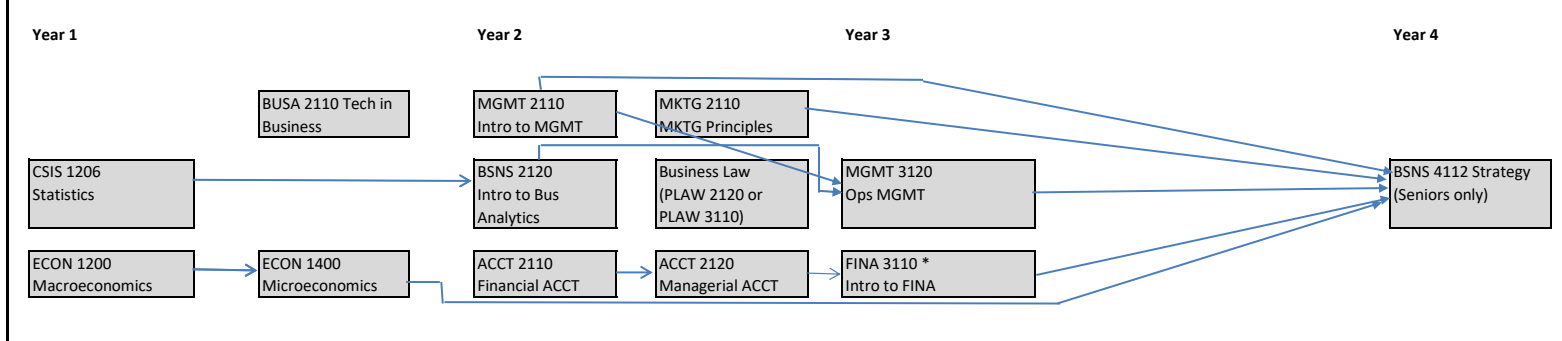 Year 1
Year 2
Year 3
Year 4
BUSA 2110 Tech in
Business
MGMT 2110
Intro to MGMT
MKTG 2110
MKTG Principles
CSIS 1206
Statistics
BSNS 2120
Intro to Bus
Analytics
Business Law
(PLAW 2120 or
PLAW 3110)
MGMT 3120
Ops MGMT
BSNS 4112 Strategy
(Seniors only)
ECON 1200
Macroeconomics
ECON 1400
Microeconomics
ACCT 2110
Financial ACCT
ACCT 2120
Managerial ACCT
FINA 3110 *
Intro to FINA